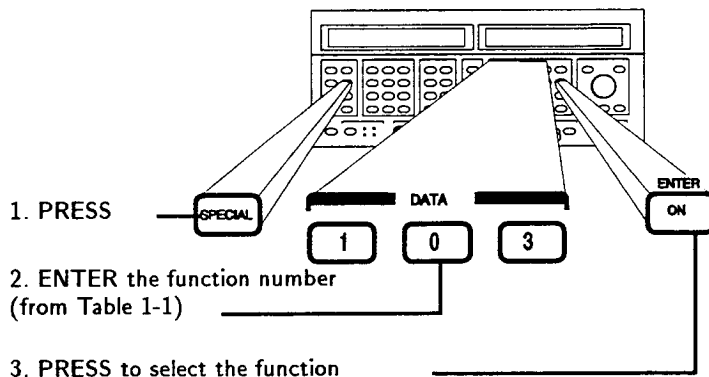 1. PRESS
SPECIAL
DATA
1 0 3
ENTER
ON
2. ENTER the function number
(from Table 1-1)
3. PRESS to select the function